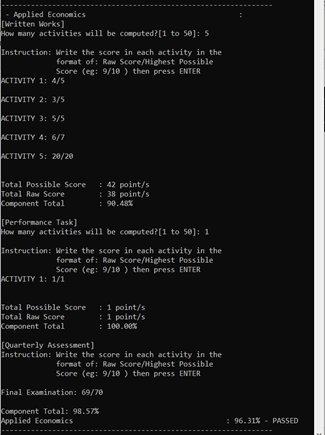 - Applied Economics :
[Written Works]
How many activities will be computed?[1 to 50]: 5
Instruction: Write the score in each activity in the
format of: Raw Score/Highest Possible
Score (eg: 9/10 ) then press ENTER
ACTIVITY 1: 4/5
ACTIVITY 2: 3/5
ACTIVITY 3: 5/5
ACTIVITY 4: 6/7
ACTIVITY 5: 20/20
Total Possible Score : 42 point/s
Total Raw Score : 38 point/s
Component Total : 90.48%
[Performance Task]
How many activities will be computed?[1 to 50]: 1
Instruction: Write the score in each activity in the
format of: Raw Score/Highest Possible
Score (eg: 9/10 ) then press ENTER
ACTIVITY 1: 1/1
Total Possible Score : 1 point/s
Total Raw Score : 1 point/s
Component Total : 100.00%
[Quarterly Assessment]
Instruction: Write the score in each activity in the
format of: Raw Score/Highest Possible
Score (eg: 9/10 ) then press ENTER
Final Examination: 69/70
Component Total: 98.57%
Applied Economics : 96.31% - PASSED